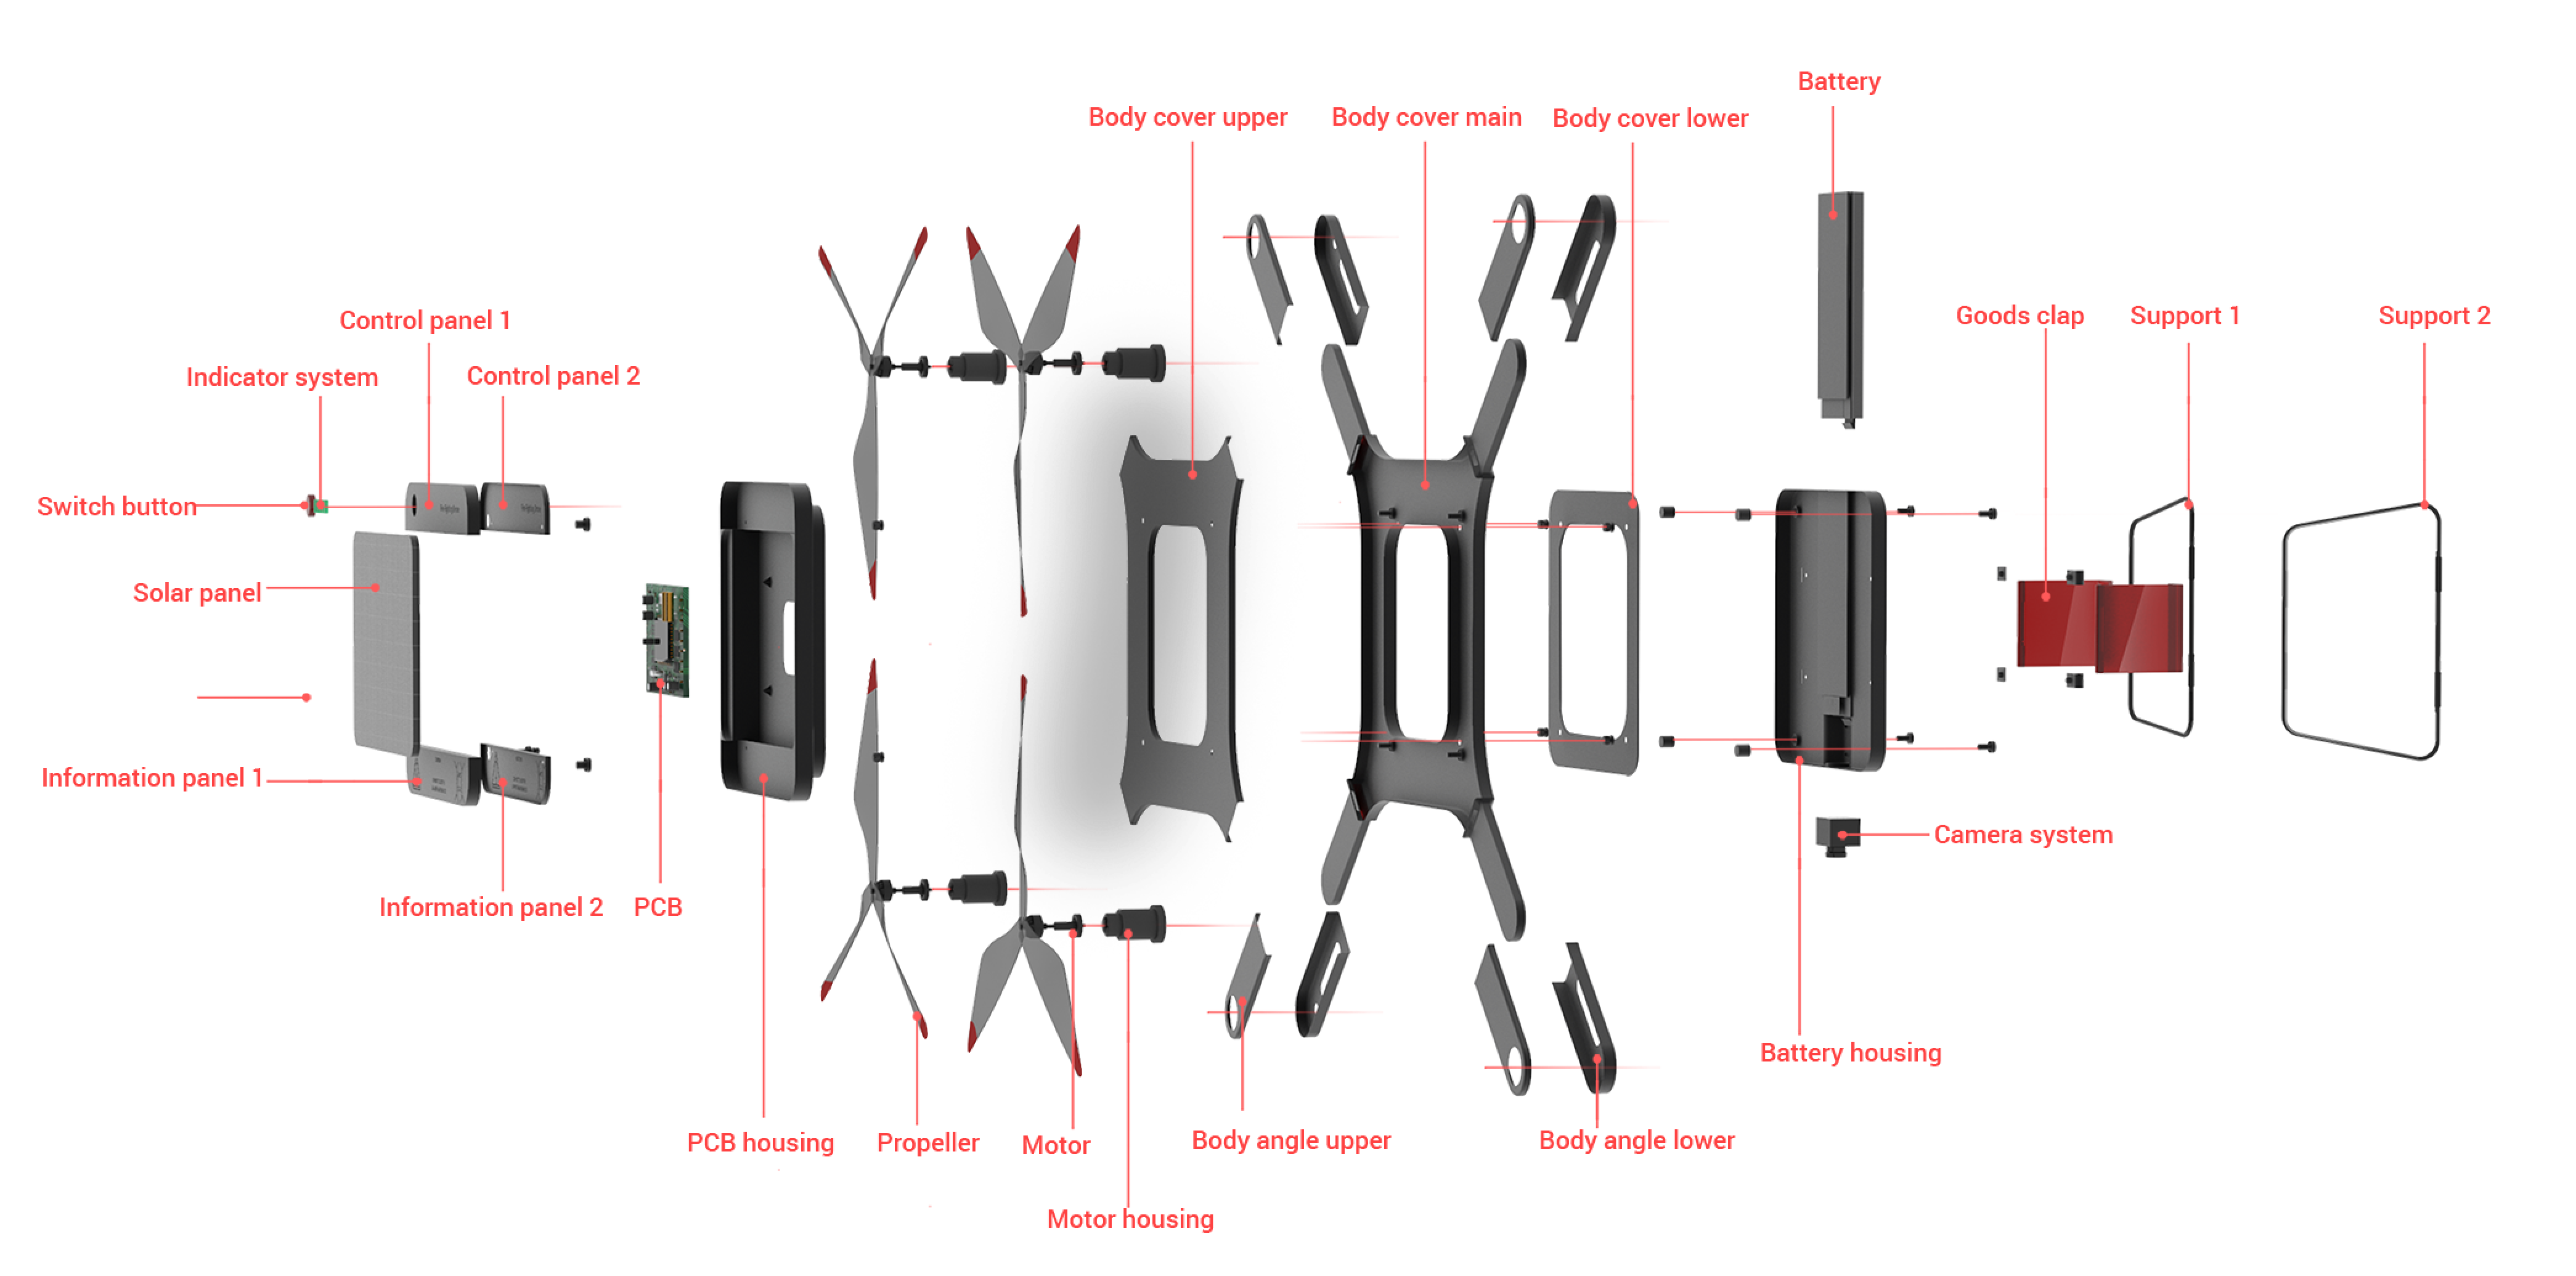 Battery
Body cover upper
Body cover main
Body cover lower
Control panel 1
Goods clap
Support 1
Support 2
Indicator system
Control panel 2
Switch button
Solar panel
Information panel 1
Camera system
Information panel 2
PCB
Battery housing
PCB housing
Propeller
Motor
Body angle upper
Body angle lower
Motor housing